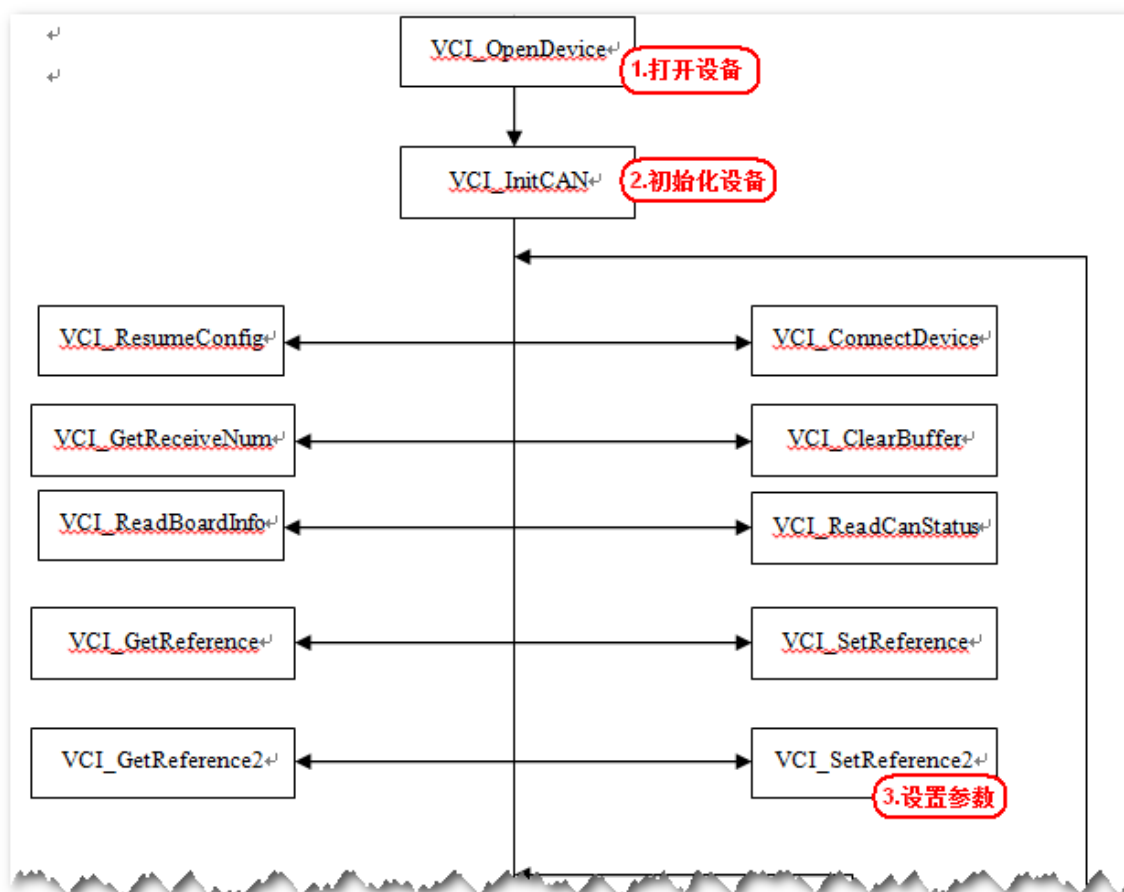 VCI_OpenDevice
1.打开设备
VCI_InitCAN
2.初始化设备
VCI_ResumeConfig
VCI_ConnectDevice
VCI_GetReceiveNum
VCI_ClearBuffer
VCI_ReadBoardInfo
VCI_ReadCanStatus
VCI_GetReference
VCI_SetReference
VCI_GetReference2
VCI_SetReference2
3.设置参数